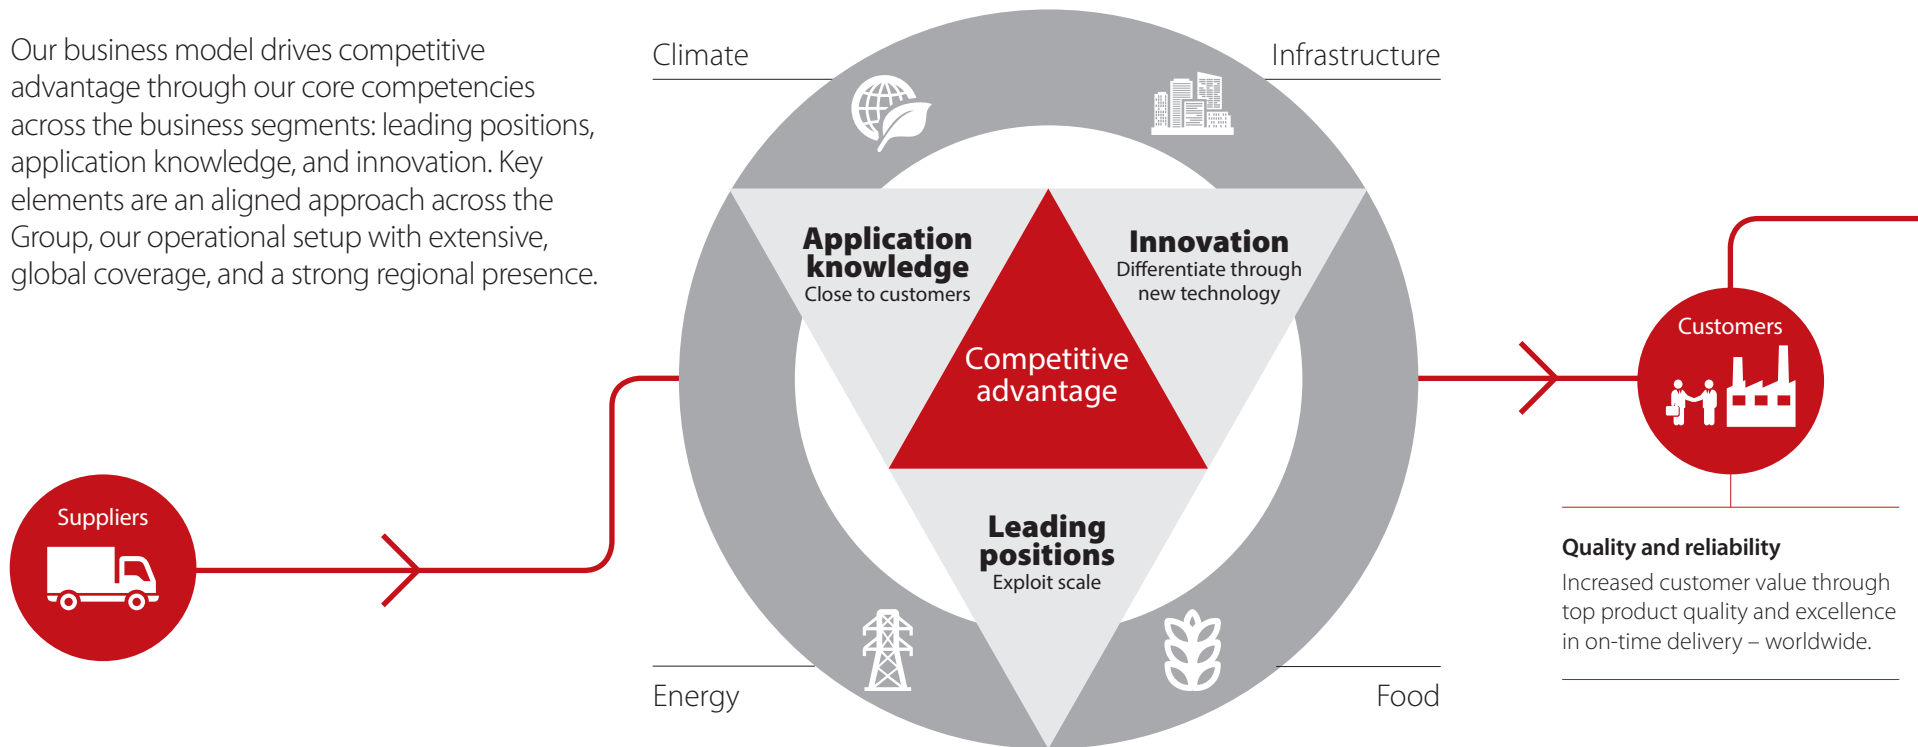 Our business model drives competitive
advantage through our core competencies
across the business segments: leading positions,
application knowledge, and innovation. Key
elements are an aligned approach across the
Group, our operational setup with extensive,
global coverage, and a strong regional presence.
Climate
Infrastructure
Application
knowledge
Close to customers
Innovation
Differentiate through
new technology
Competitive
advantage
Leading
positions
Exploit scale
Suppliers
Energy
Food
Customers
Quality and reliability
Increased customer value through
top product quality and excellence
in on-time delivery – worldwide.